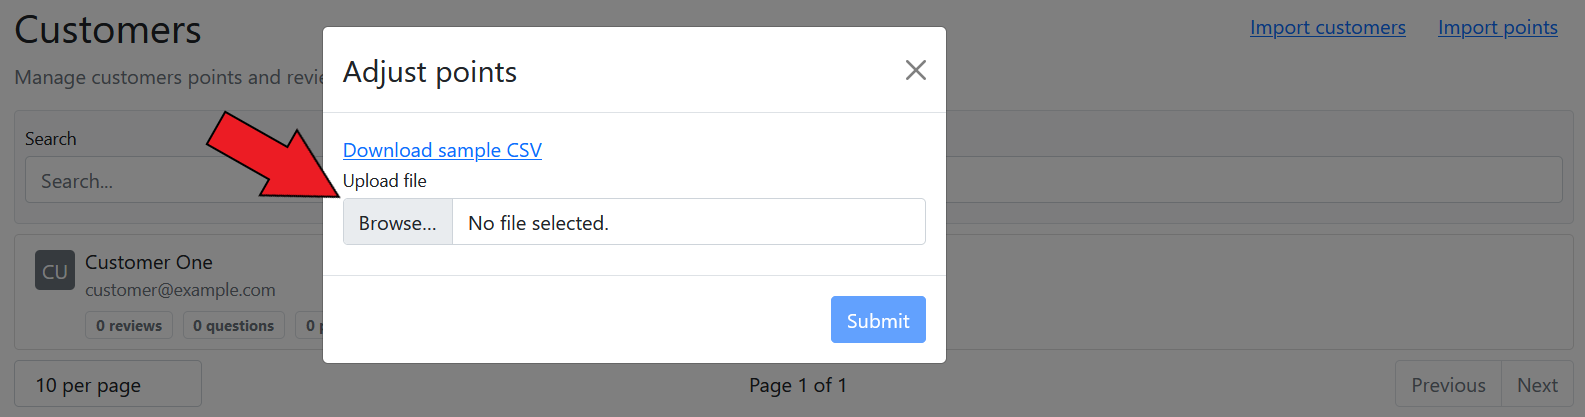 Customers
Import customers
Import points
Manage customers points and revie
Adjust points
Search
Search...
Download sample CSV
Upload file
Browse...
No file selected.
CU
Customer One
customer@example.com
0 reviews
0 questions
0 p
Submit
10 per page
Page 1 of 1
Previous
Next